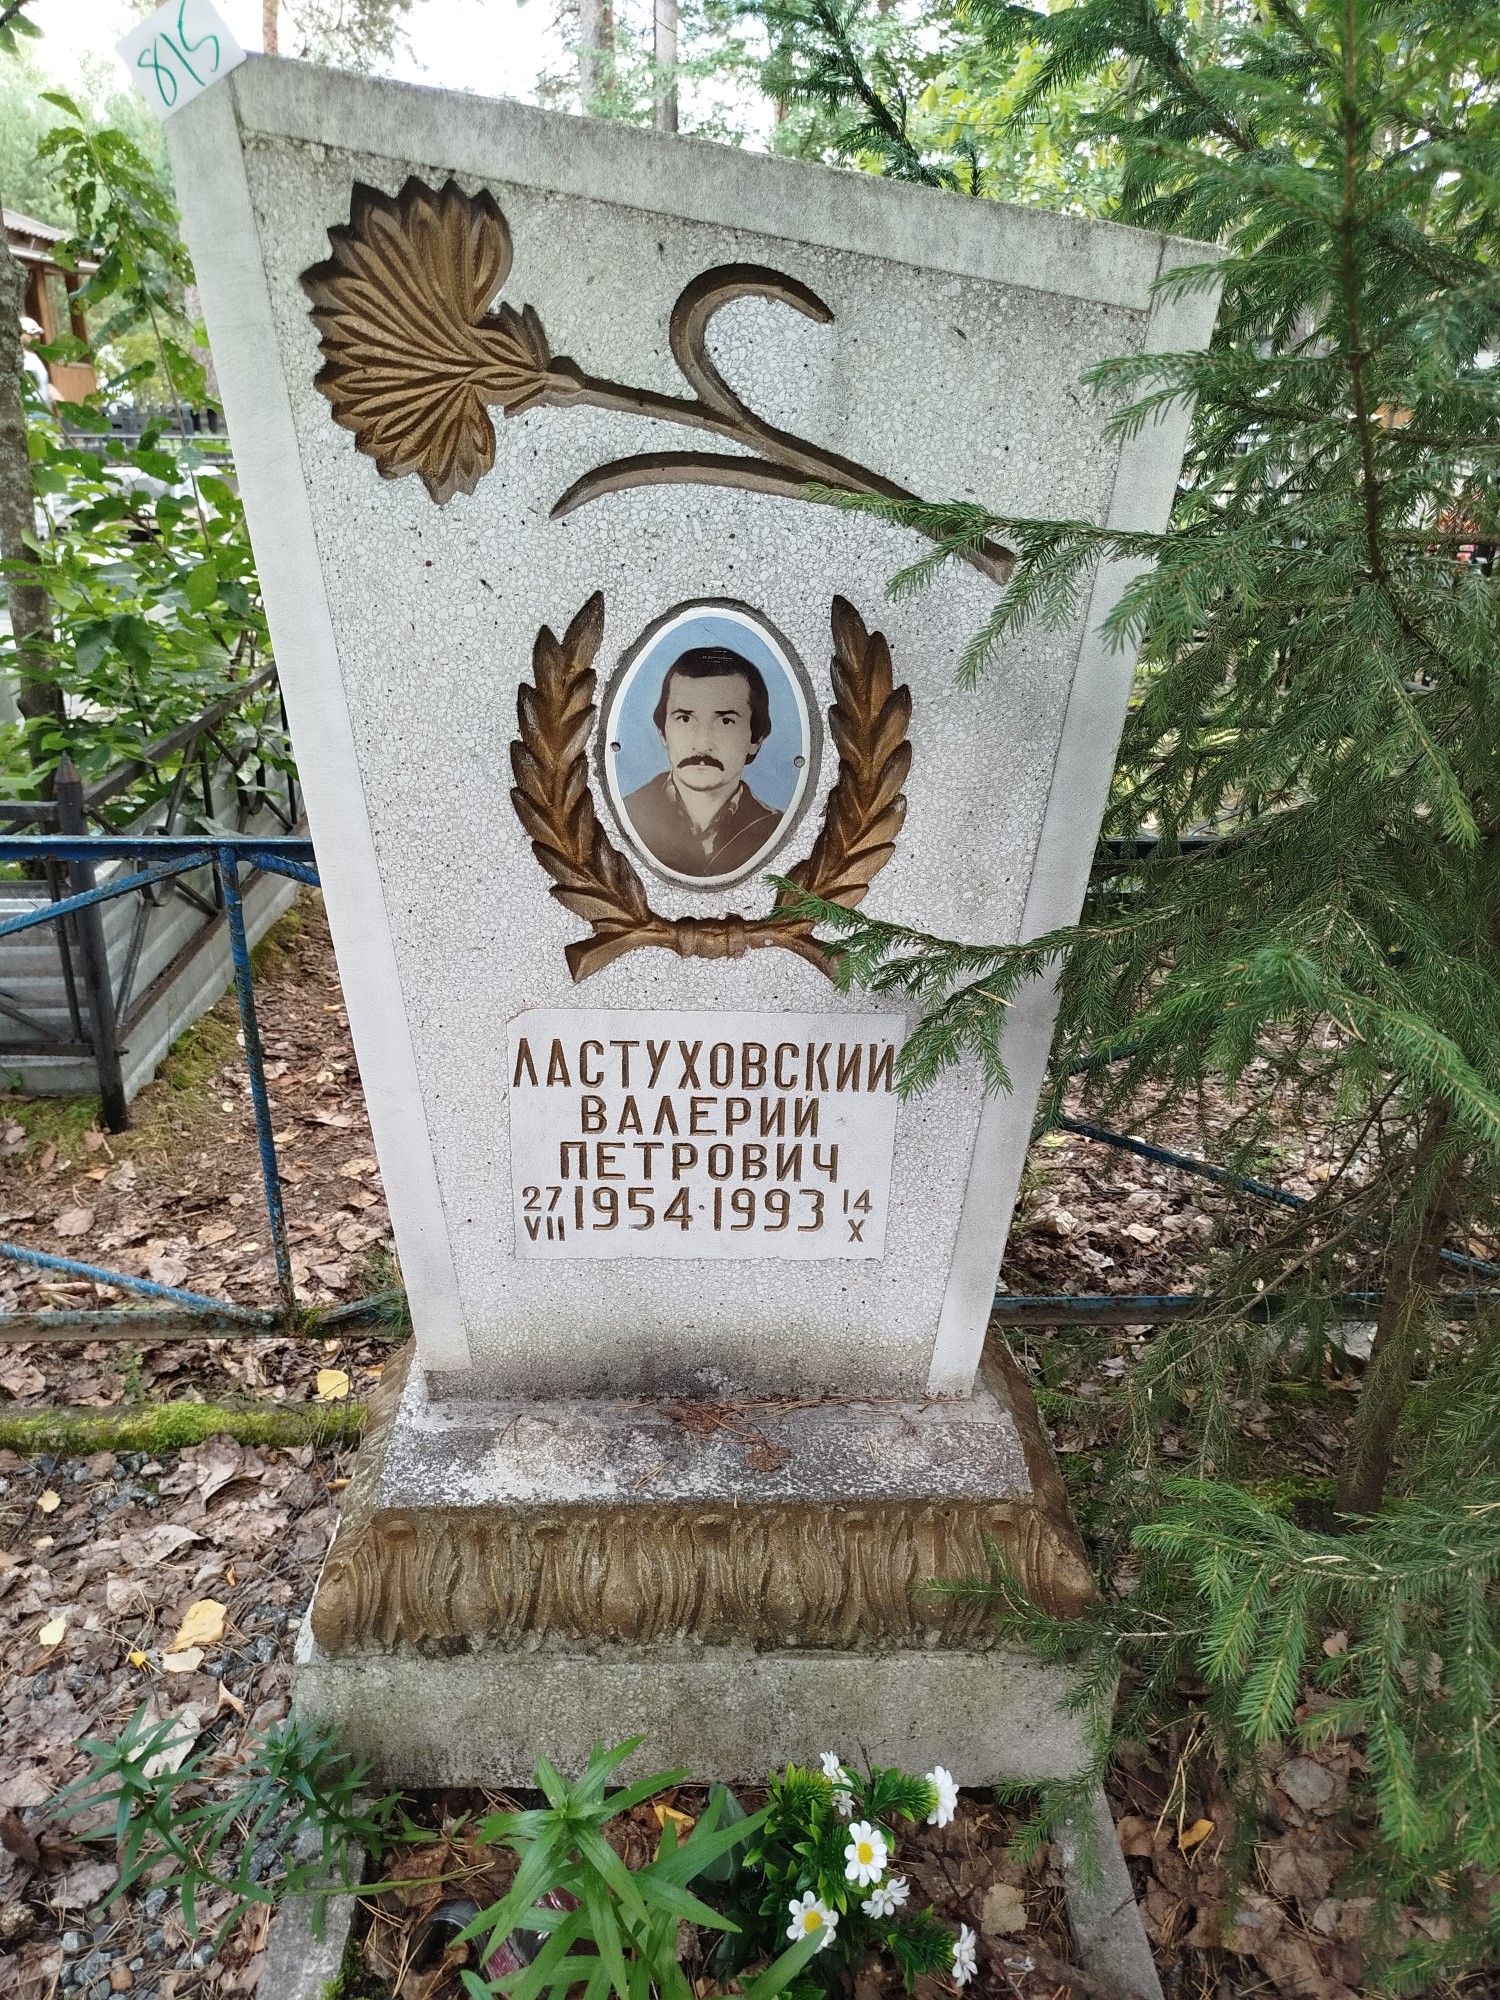 815
ЛАСТУХОВСКИЙ
ВАЛЕРИЙ
ПЕТРОВИЧ
27 VII 1954·1993 14 X